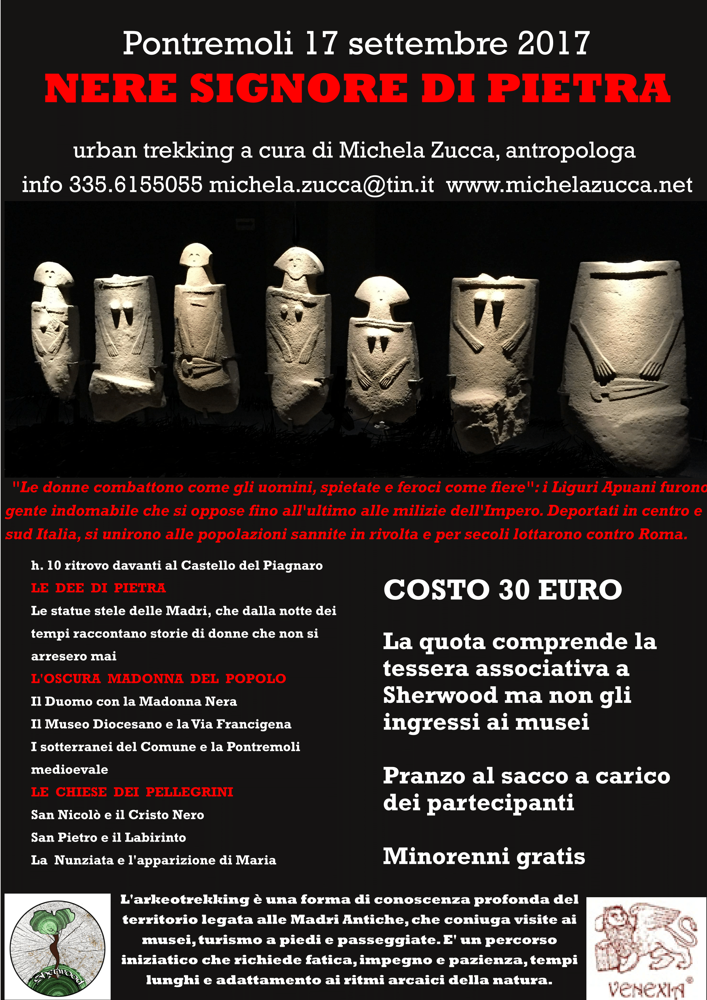 Pontremoli 17 settembre 2017
NERE SIGNORE DI PIETRA
urban trekking a cura di Michela Zucca, antropologa
info 335.6155055 michela.zucca@tin.it www.michelazucca.net
"Le donne combattono come gli uomini, spietate e feroci come fiere": i Liguri Apuani furono
gente indomabile che si oppose fino all'ultimo alle milizie dell'Impero. Deportati in centro e
sud Italia, si unirono alle popolazioni sannite in rivolta e per secoli lottarono contro Roma.
h. 10 ritrovo davanti al Castello del Piagnaro
LE DEE DI PIETRA
Le statue stele delle Madri, che dalla notte dei
tempi raccontano storie di donne che non si
arresero mai
L'OSCURA MADONNA DEL POPOLO
Il Duomo con la Madonna Nera
Il Museo Diocesano e la Via Francigena
I sotterranei del Comune e la Pontremoli
medioevale
LE CHIESE DEI PELLEGRINI
San Nicolò e il Cristo Nero
San Pietro e il Labirinto
La Nunziata e l'apparizione di Maria
COSTO 30 EURO
La quota comprende la
tessera associativa a
Sherwood ma non gli
ingressi ai musei
Pranzo al sacco a carico
dei partecipanti
Minorenni gratis
L'arkeotrekking è una forma di conoscenza profonda del
territorio legata alle Madri Antiche, che coniuga visite ai
musei, turismo a piedi e passeggiate. E' un percorso
iniziatico che richiede fatica, impegno e pazienza, tempi
lunghi e adattamento ai ritmi arcaici della natura.
Sherwood
VENEXIA®